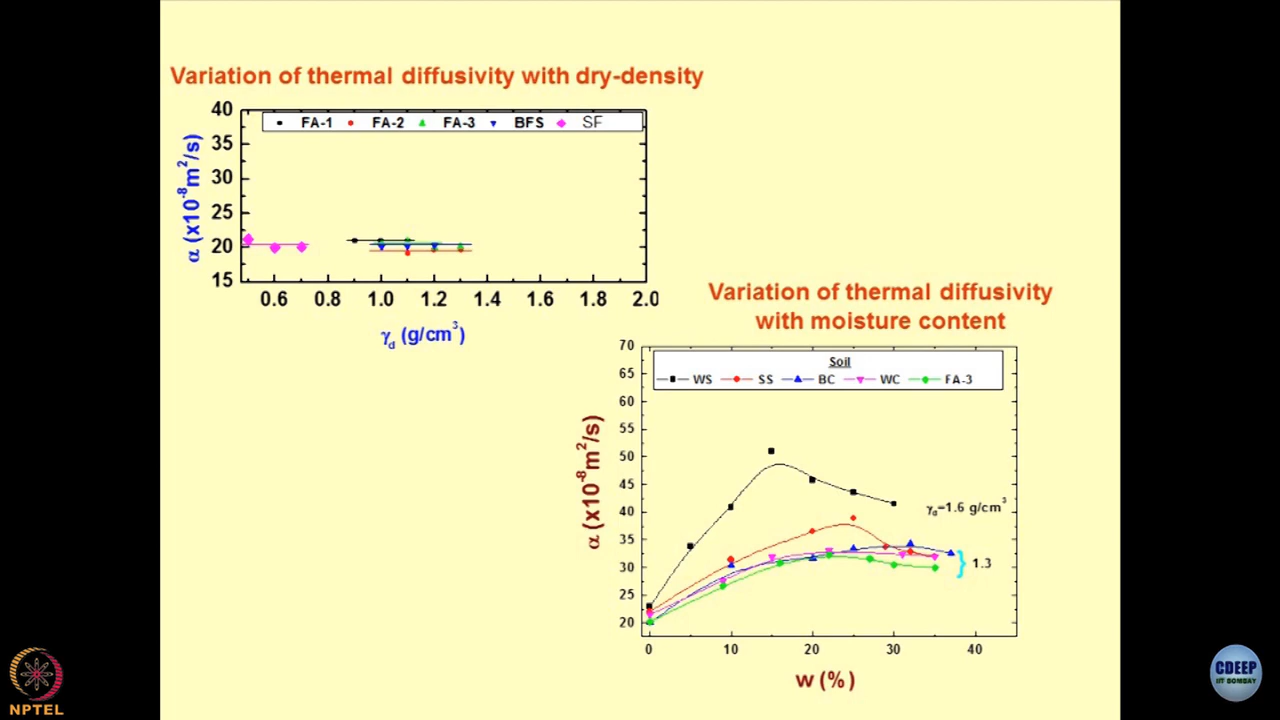 Variation of thermal diffusivity with dry-density
40
35
30
25
20
15
α (x10⁻⁸m²/s)
FA-1 FA-2 FA-3 BFS SF
0.6 0.8 1.0 1.2 1.4 1.6 1.8 2.0
γd (g/cm³)
Variation of thermal diffusivity
with moisture content
70
65
60
55
50
45
40
35
30
25
20
α (x10⁻⁸m²/s)
Soil
WS SS BC WC FA-3
γd=1.6 g/cm³
1.3
0 10 20 30 40
w (%)
NPTEL
CDEEP
IIT BOMBAY